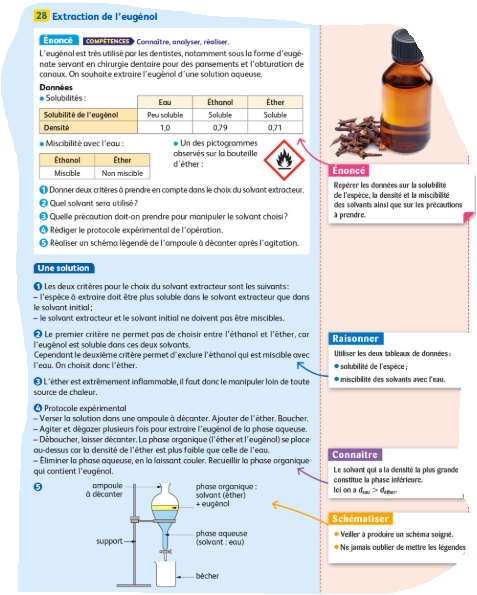 28 Extraction de l'eugénol
Énoncé COMPÉTENCES Connaître, analyser, réaliser.
L'eugénol est très utilisé par les dentistes, notamment sous la forme d'eugé-
nate servant en chirurgie dentaire pour des pansements et l'obturation de
canaux. On souhaite extraire l'eugénol d'une solution aqueuse.
Données
• Solubilités :
Eau Éthanol Éther
Solubilité de l'eugénol Peu soluble Soluble Soluble
Densité 1,0 0,79 0,71
• Miscibilité avec l'eau :
Éthanol Éther
Miscible Non miscible
• Un des pictogrammes
observés sur la bouteille
d'éther :
1 Donner deux critères à prendre en compte dans le choix du solvant extracteur.
2 Quel solvant sera utilisé ?
3 Quelle précaution doit-on prendre pour manipuler le solvant choisi ?
4 Rédiger le protocole expérimental de l'opération.
5 Réaliser un schéma légendé de l'ampoule à décanter après l'agitation.
Énoncé
Repérer les données sur la solubilité
de l'espèce, la densité et la miscibilité
des solvants ainsi que sur les précautions
à prendre.
Une solution
1 Les deux critères pour le choix du solvant extracteur sont les suivants :
– l'espèce à extraire doit être plus soluble dans le solvant extracteur que dans
le solvant initial ;
– le solvant extracteur et le solvant initial ne doivent pas être miscibles.
2 Le premier critère ne permet pas de choisir entre l'éthanol et l'éther, car
l'eugénol est soluble dans ces deux solvants.
Cependant le deuxième critère permet d'exclure l'éthanol qui est miscible avec
l'eau. On choisit donc l'éther.
3 L'éther est extrêmement inflammable, il faut donc le manipuler loin de toute
source de chaleur.
4 Protocole expérimental
– Verser la solution dans une ampoule à décanter. Ajouter de l'éther. Boucher.
– Agiter et dégazer plusieurs fois pour extraire l'eugénol de la phase aqueuse.
– Déboucher, laisser décanter. La phase organique (l'éther et l'eugénol) se place
au-dessus car la densité de l'éther est plus faible que celle de l'eau.
– Éliminer la phase aqueuse, en la laissant couler. Recueillir la phase organique
qui contient l'eugénol.
5
ampoule
à décanter
phase organique :
solvant (éther)
+ eugénol
support
phase aqueuse
(solvant : eau)
bécher
Raisonner
Utiliser les deux tableaux de données :
• solubilité de l'espèce ;
• miscibilité des solvants avec l'eau.
Connaître
Le solvant qui a la densité la plus grande
constitue la phase inférieure.
Ici on a d eau > d éther.
Schématiser
• Veiller à produire un schéma soigné.
• Ne jamais oublier de mettre les légendes